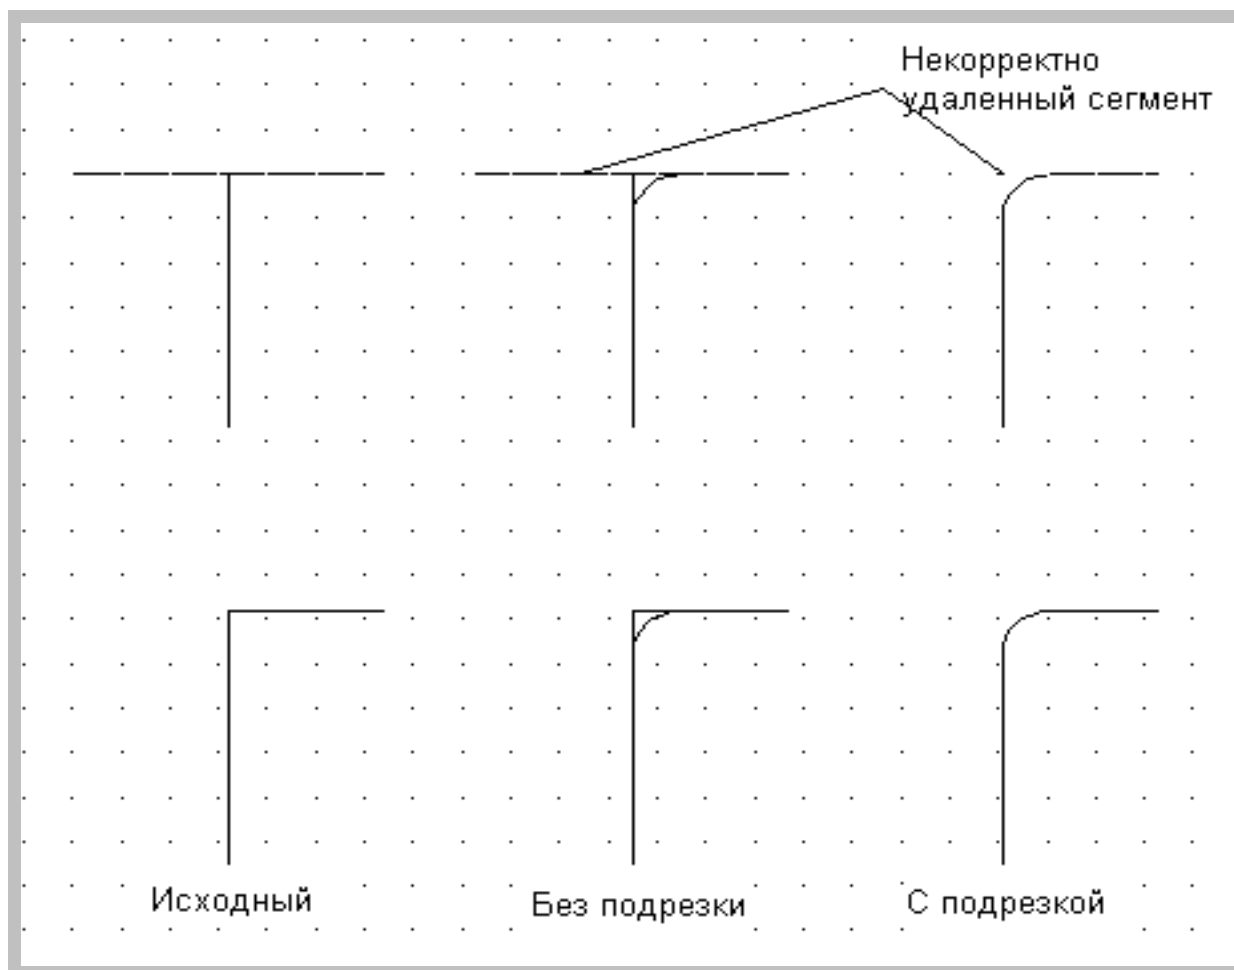 Некорректно
удаленный сегмент
Исходный
Без подрезки
С подрезкой